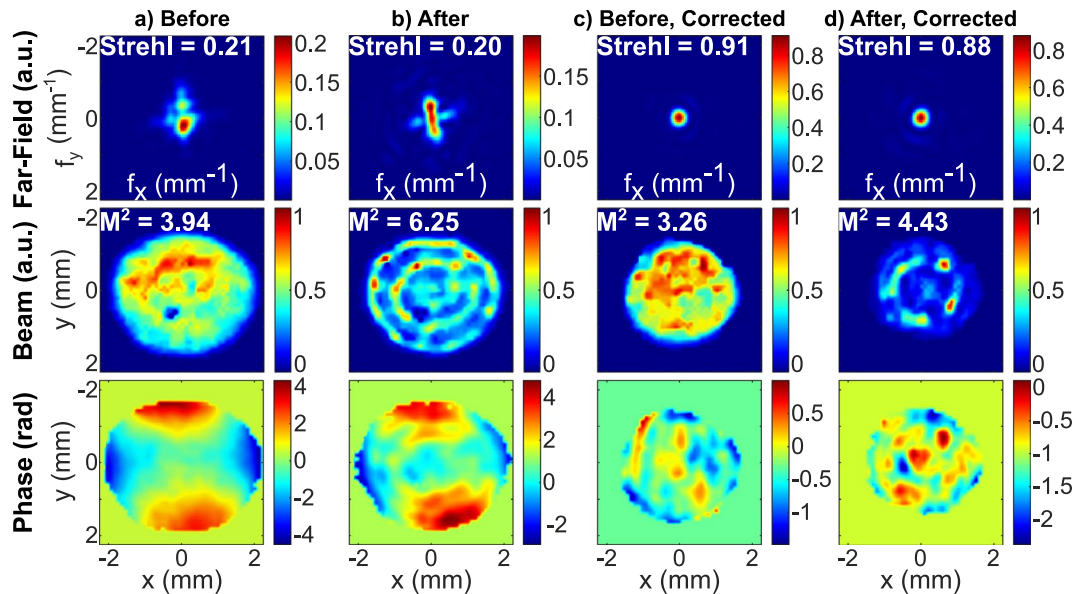 a) Before b) After c) Before, Corrected d) After, Corrected
Far-Field (a.u.)
f_y (mm⁻¹)
-2
0
2
Strehl = 0.21
f_x (mm⁻¹)
0.2
0.15
0.1
0.05
Strehl = 0.20
f_x (mm⁻¹)
0.15
0.1
0.05
Strehl = 0.91
f_x (mm⁻¹)
0.8
0.6
0.4
0.2
Strehl = 0.88
f_x (mm⁻¹)
0.8
0.6
0.4
0.2
Beam (a.u.)
y (mm)
-2
0
2
M² = 3.94
1
0.5
0
M² = 6.25
1
0.5
0
M² = 3.26
1
0.5
0
M² = 4.43
1
0.5
0
Phase (rad)
y (mm)
-2
0
2
4
2
0
-2
-4
4
2
0
-2
0.5
0
-0.5
-1
0
-0.5
-1
-1.5
-2
-2 0 2
x (mm)
-2 0 2
x (mm)
-2 0 2
x (mm)
-2 0 2
x (mm)